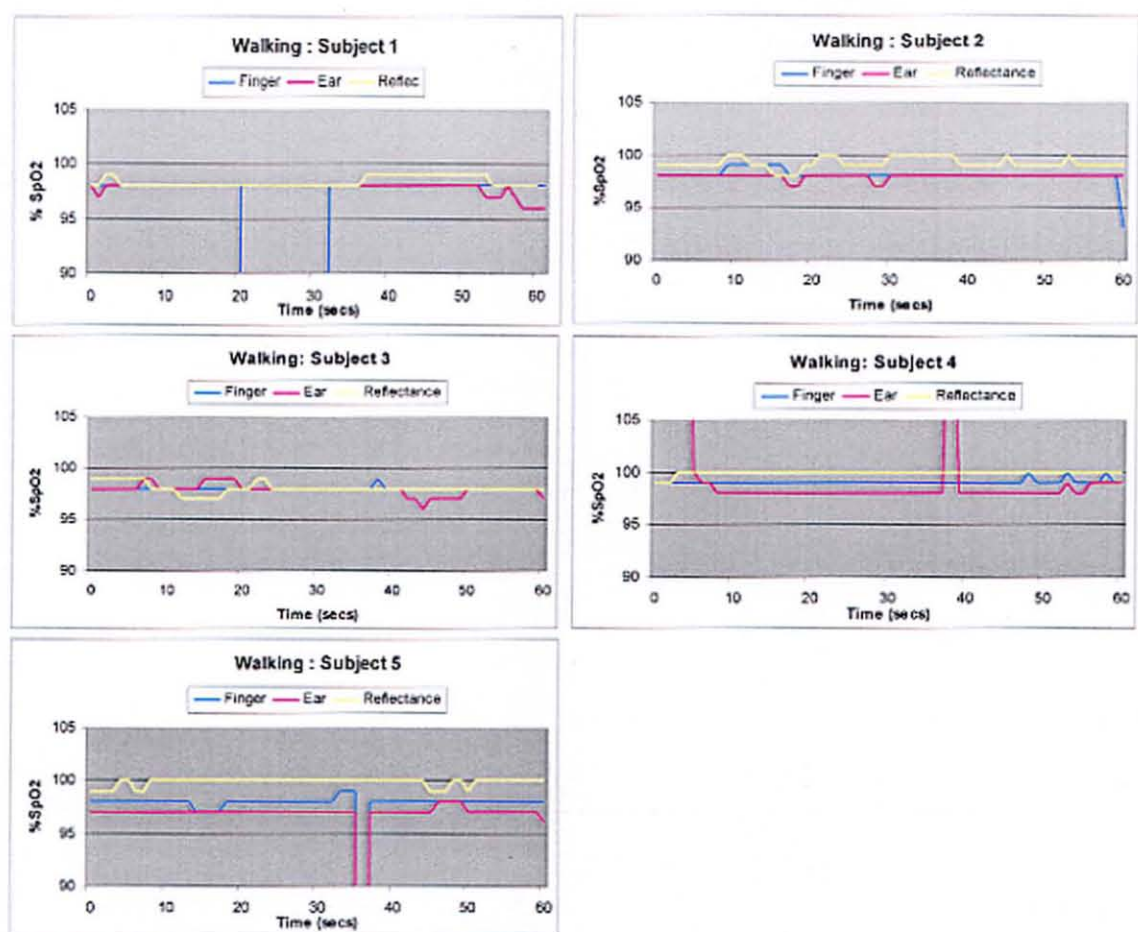 Walking : Subject 1
Finger Ear Reflec
% SpO2
105
100
95
90
0 10 20 30 40 50 60
Time (secs)
Walking : Subject 2
Finger Ear Reflectance
%SpO2
105
100
95
90
0 10 20 30 40 50 60
Time (secs)
Walking: Subject 3
Finger Ear Reflectance
%SpO2
105
100
95
90
0 10 20 30 40 50 60
Time (secs)
Walking: Subject 4
Finger Ear Reflectance
%SpO2
105
100
95
90
0 10 20 30 40 50 60
Time (secs)
Walking : Subject 5
Finger Ear Reflectance
%SpO2
105
100
95
90
0 10 20 30 40 50 60
Time (secs)